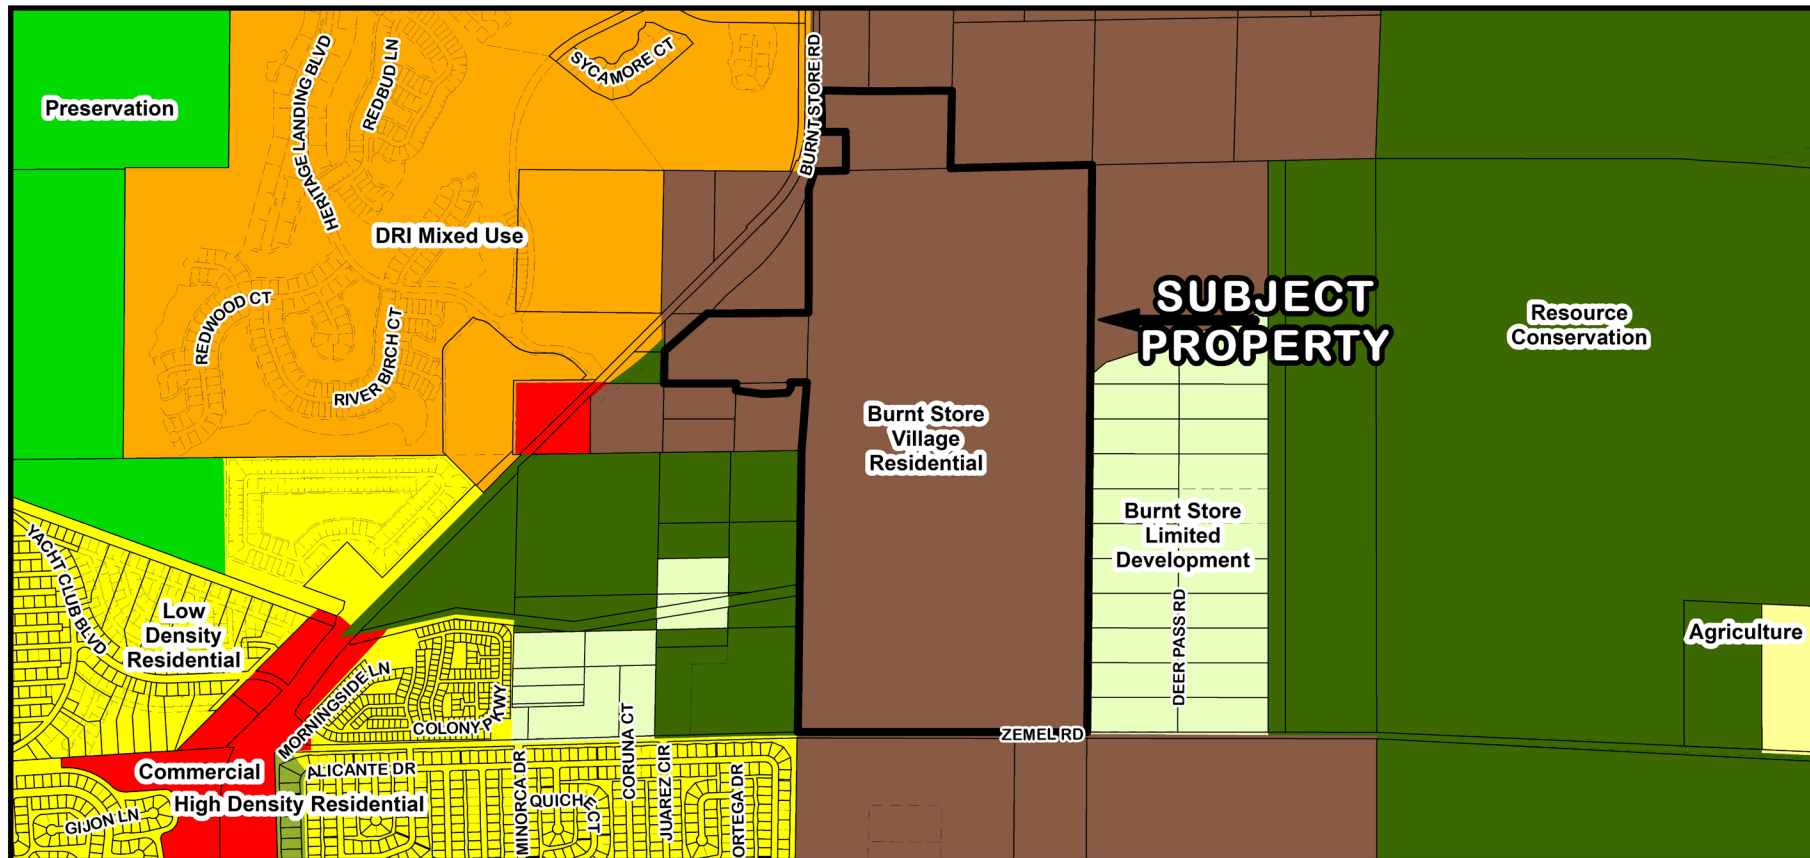 Preservation
HERITAGE LANDING BLVD
REDBUD LN
SYCAMORE CT
BURNT STORE RD
DRI Mixed Use
REDWOOD CT
RIVER BIRCH CT
SUBJECT
PROPERTY
Resource
Conservation
Burnt Store
Village
Residential
Burnt Store
Limited
Development
DEER PASS RD
Agriculture
YACHT CLUB BLVD
Low
Density
Residential
MORNINGSIDE LN
COLONY PKWY
ZEMEL RD
Commercial
High Density Residential
ALICANTE DR
GIJON LN
MINORCA DR
QUICHE CT
CORUNA CT
JUAREZ CIR
ORTEGA DR